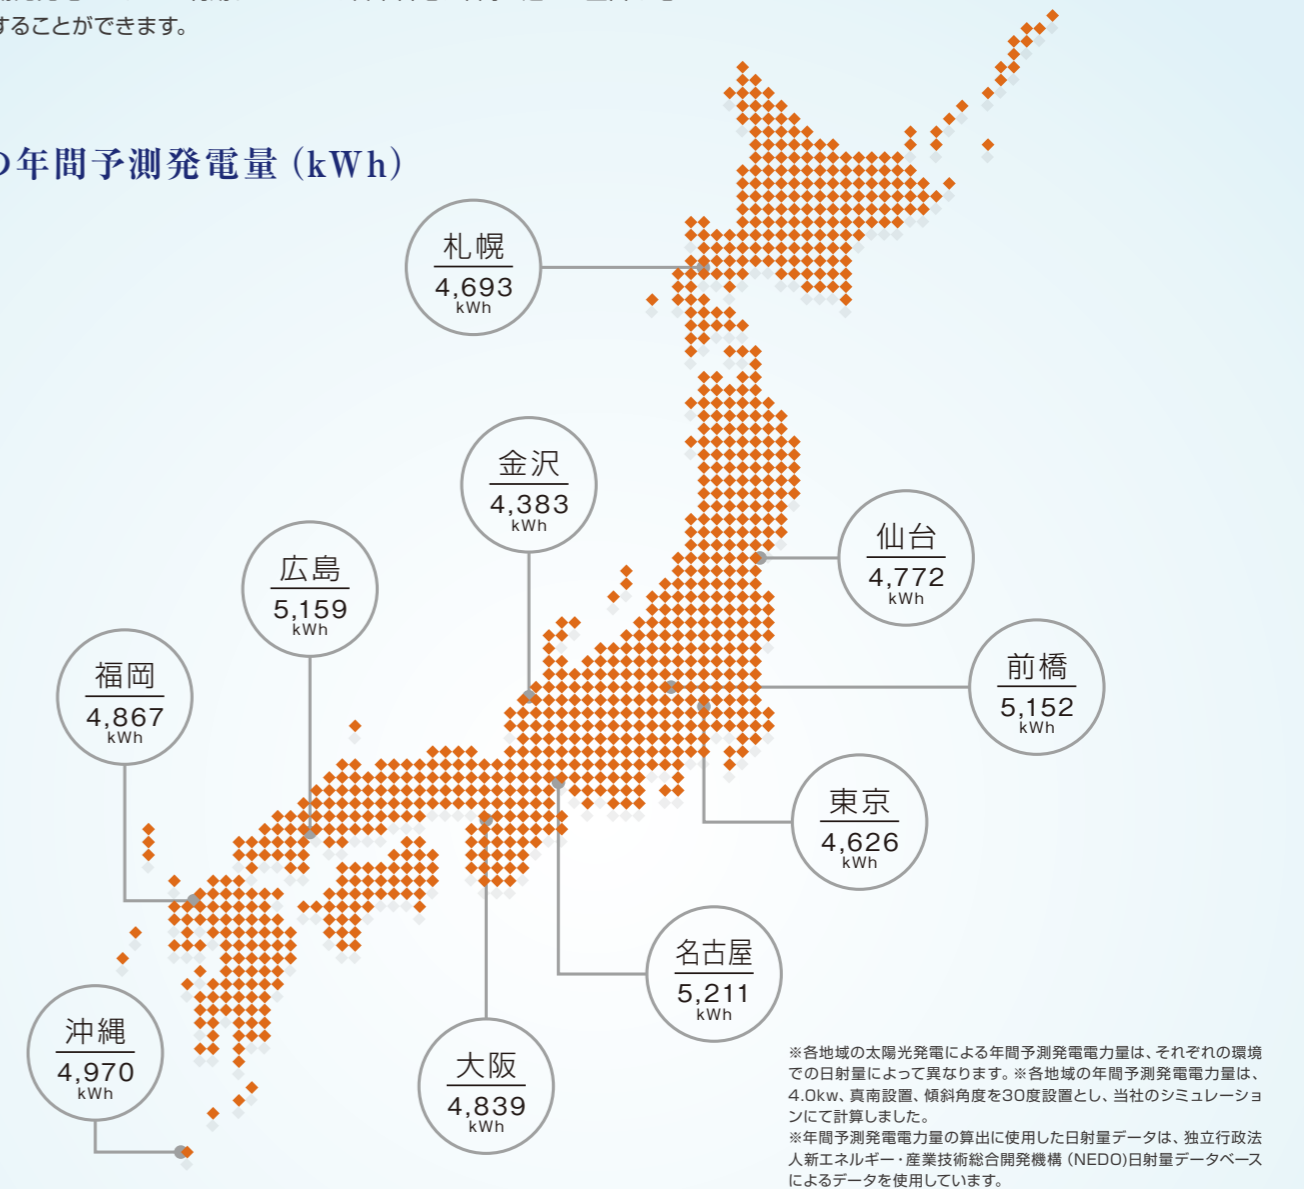 することができます。
年間予測発電量（kWh）
札幌
4,693
kWh
金沢
4,383
kWh
仙台
4,772
kWh
広島
5,159
kWh
前橋
5,152
kWh
福岡
4,867
kWh
東京
4,626
kWh
名古屋
5,211
kWh
沖縄
4,970
kWh
大阪
4,839
kWh
※各地域の太陽光発電による年間予測発電電力量は、それぞれの環境
での日射量によって異なります。※各地域の年間予測発電電力量は、
4.0kw、真南設置、傾斜角度を30度設置とし、当社のシミュレーショ
ンにて計算しました。
※年間予測発電電力量の算出に使用した日射量データは、独立行政法
人新エネルギー・産業技術総合開発機構（NEDO)日射量データベース
によるデータを使用しています。